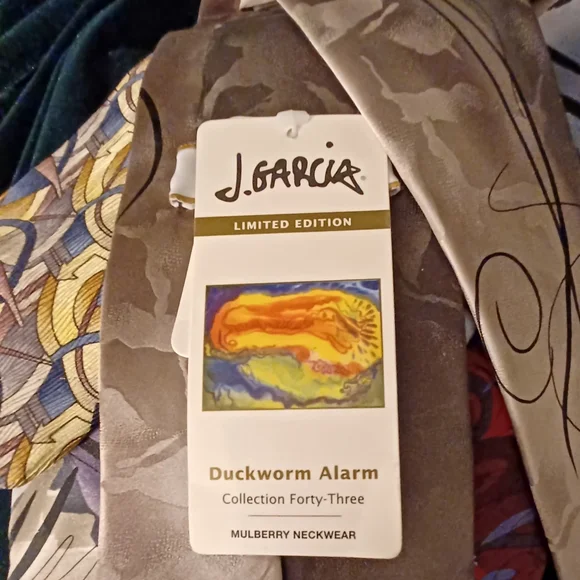 J. GARCIA®
LIMITED EDITION
Duckworm Alarm
Collection Forty-Three
MULBERRY NECKWEAR